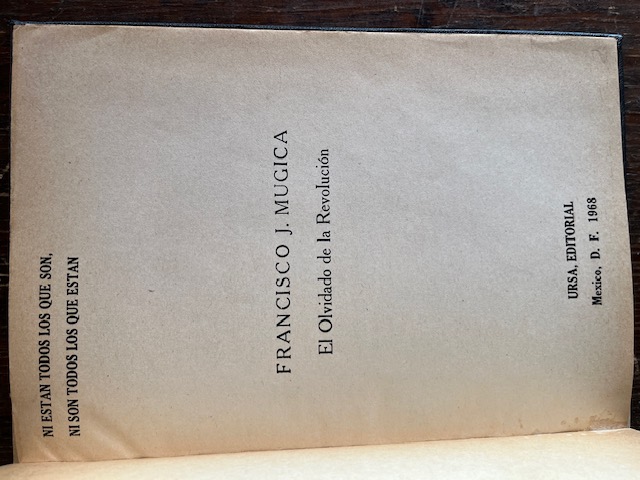 NI ESTAN TODOS LOS QUE SON,
NI SON TODOS LOS QUE ESTAN
FRANCISCO J. MUGICA
El Olvidado de la Revolución
URSA, EDITORIAL
Mexico, D. F. 1968